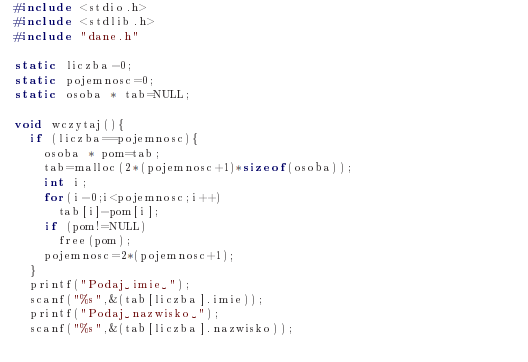 #include <stdio.h>
#include <stdlib.h>
#include "dane.h"

static liczba=0;
static pojemnosc=0;
static osoba * tab=NULL;

void wczytaj(){
  if (liczba==pojemnosc){
    osoba * pom=tab;
    tab=malloc(2*(pojemnosc+1)*sizeof(osoba));
    int i;
    for(i=0;i<pojemnosc;i++)
      tab[i]=pom[i];
    if (pom!=NULL)
      free(pom);
    pojemnosc=2*(pojemnosc+1);
  }
  printf("Podaj␣imie␣");
  scanf("%s",&(tab[liczba].imie));
  printf("Podaj␣nazwisko␣");
  scanf("%s",&(tab[liczba].nazwisko));